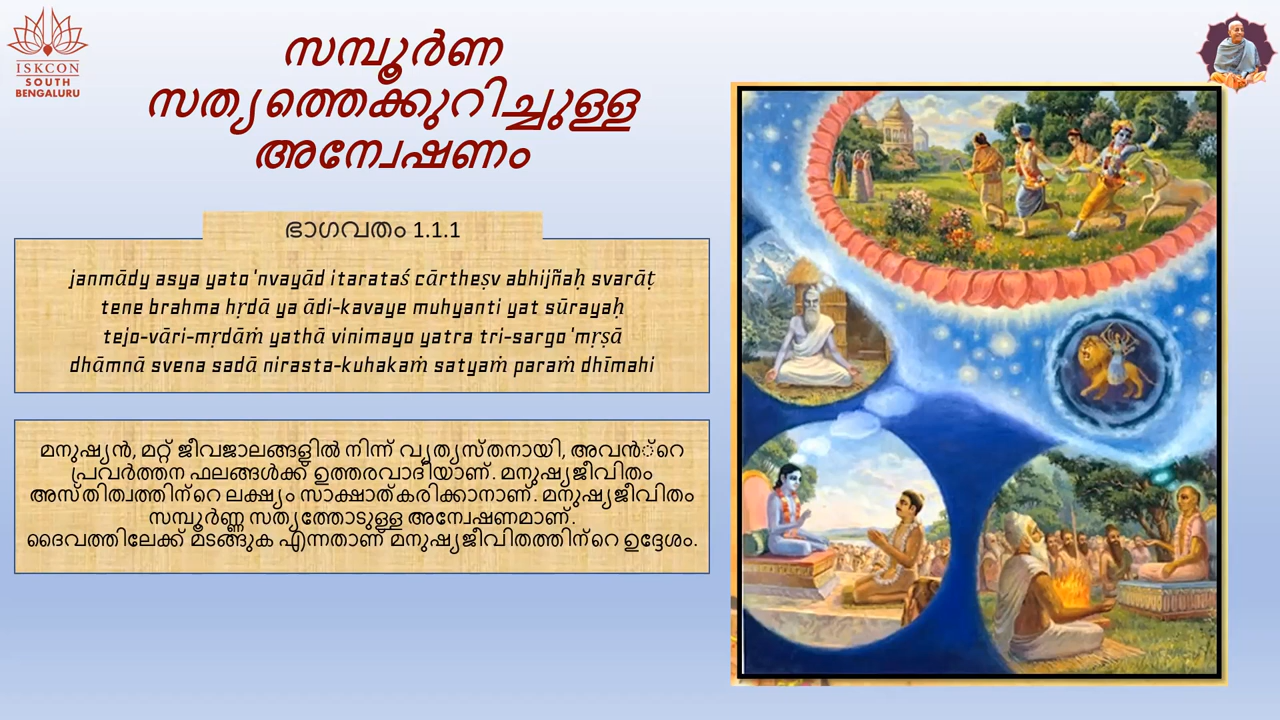 ISKCON
SOUTH
BENGALURU
സമ്പൂർണ
സത്യത്തെക്കുറിച്ചുള്ള
അന്വേഷണം
ഭാഗവതം 1.1.1
janmādy asya yato 'nvayād itarataś cārtheṣv abhijñaḥ svarāṭ
tene brahma hṛdā ya ādi-kavaye muhyanti yat sūrayaḥ
tejo-vāri-mṛdāṁ yathā vinimayo yatra tri-sargo 'mṛṣā
dhāmnā svena sadā nirasta-kuhakaṁ satyaṁ paraṁ dhīmahi
മനുഷ്യൻ, മറ്റ് ജീവജാലങ്ങളിൽ നിന്ന് വ്യത്യസ്തനായി, അവൻ്റെ
പ്രവർത്തന ഫലങ്ങൾക്ക് ഉത്തരവാദിയാണ്. മനുഷ്യജീവിതം
അസ്തിത്വത്തിന്റെ ലക്ഷ്യം സാക്ഷാത്കരിക്കാനാണ്. മനുഷ്യജീവിതം
സമ്പൂർണ്ണ സത്യത്തോടുള്ള അന്വേഷണമാണ്.
ദൈവത്തിലേക്ക് മടങ്ങുക എന്നതാണ് മനുഷ്യജീവിതത്തിന്റെ ഉദ്ദേശം.